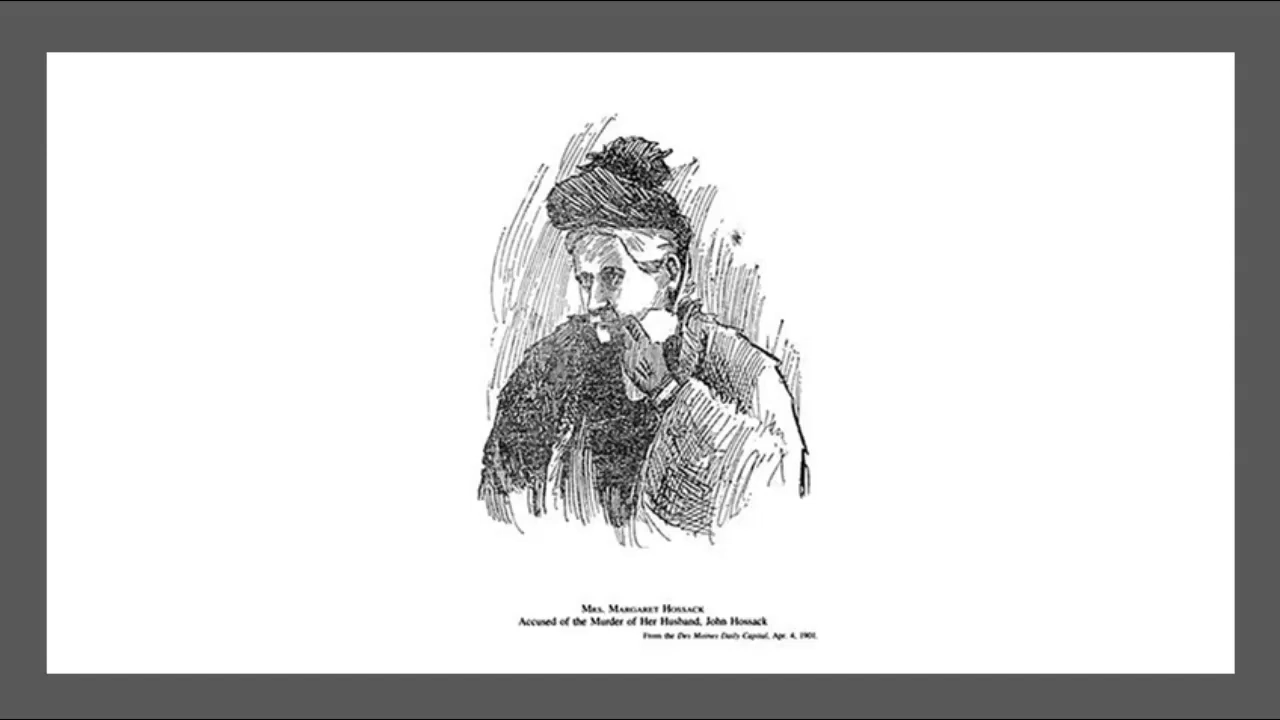 Mrs. Margaret Hossack
Accused of the Murder of Her Husband, John Hossack
From the Des Moines Daily Capital, Apr. 4, 1901.